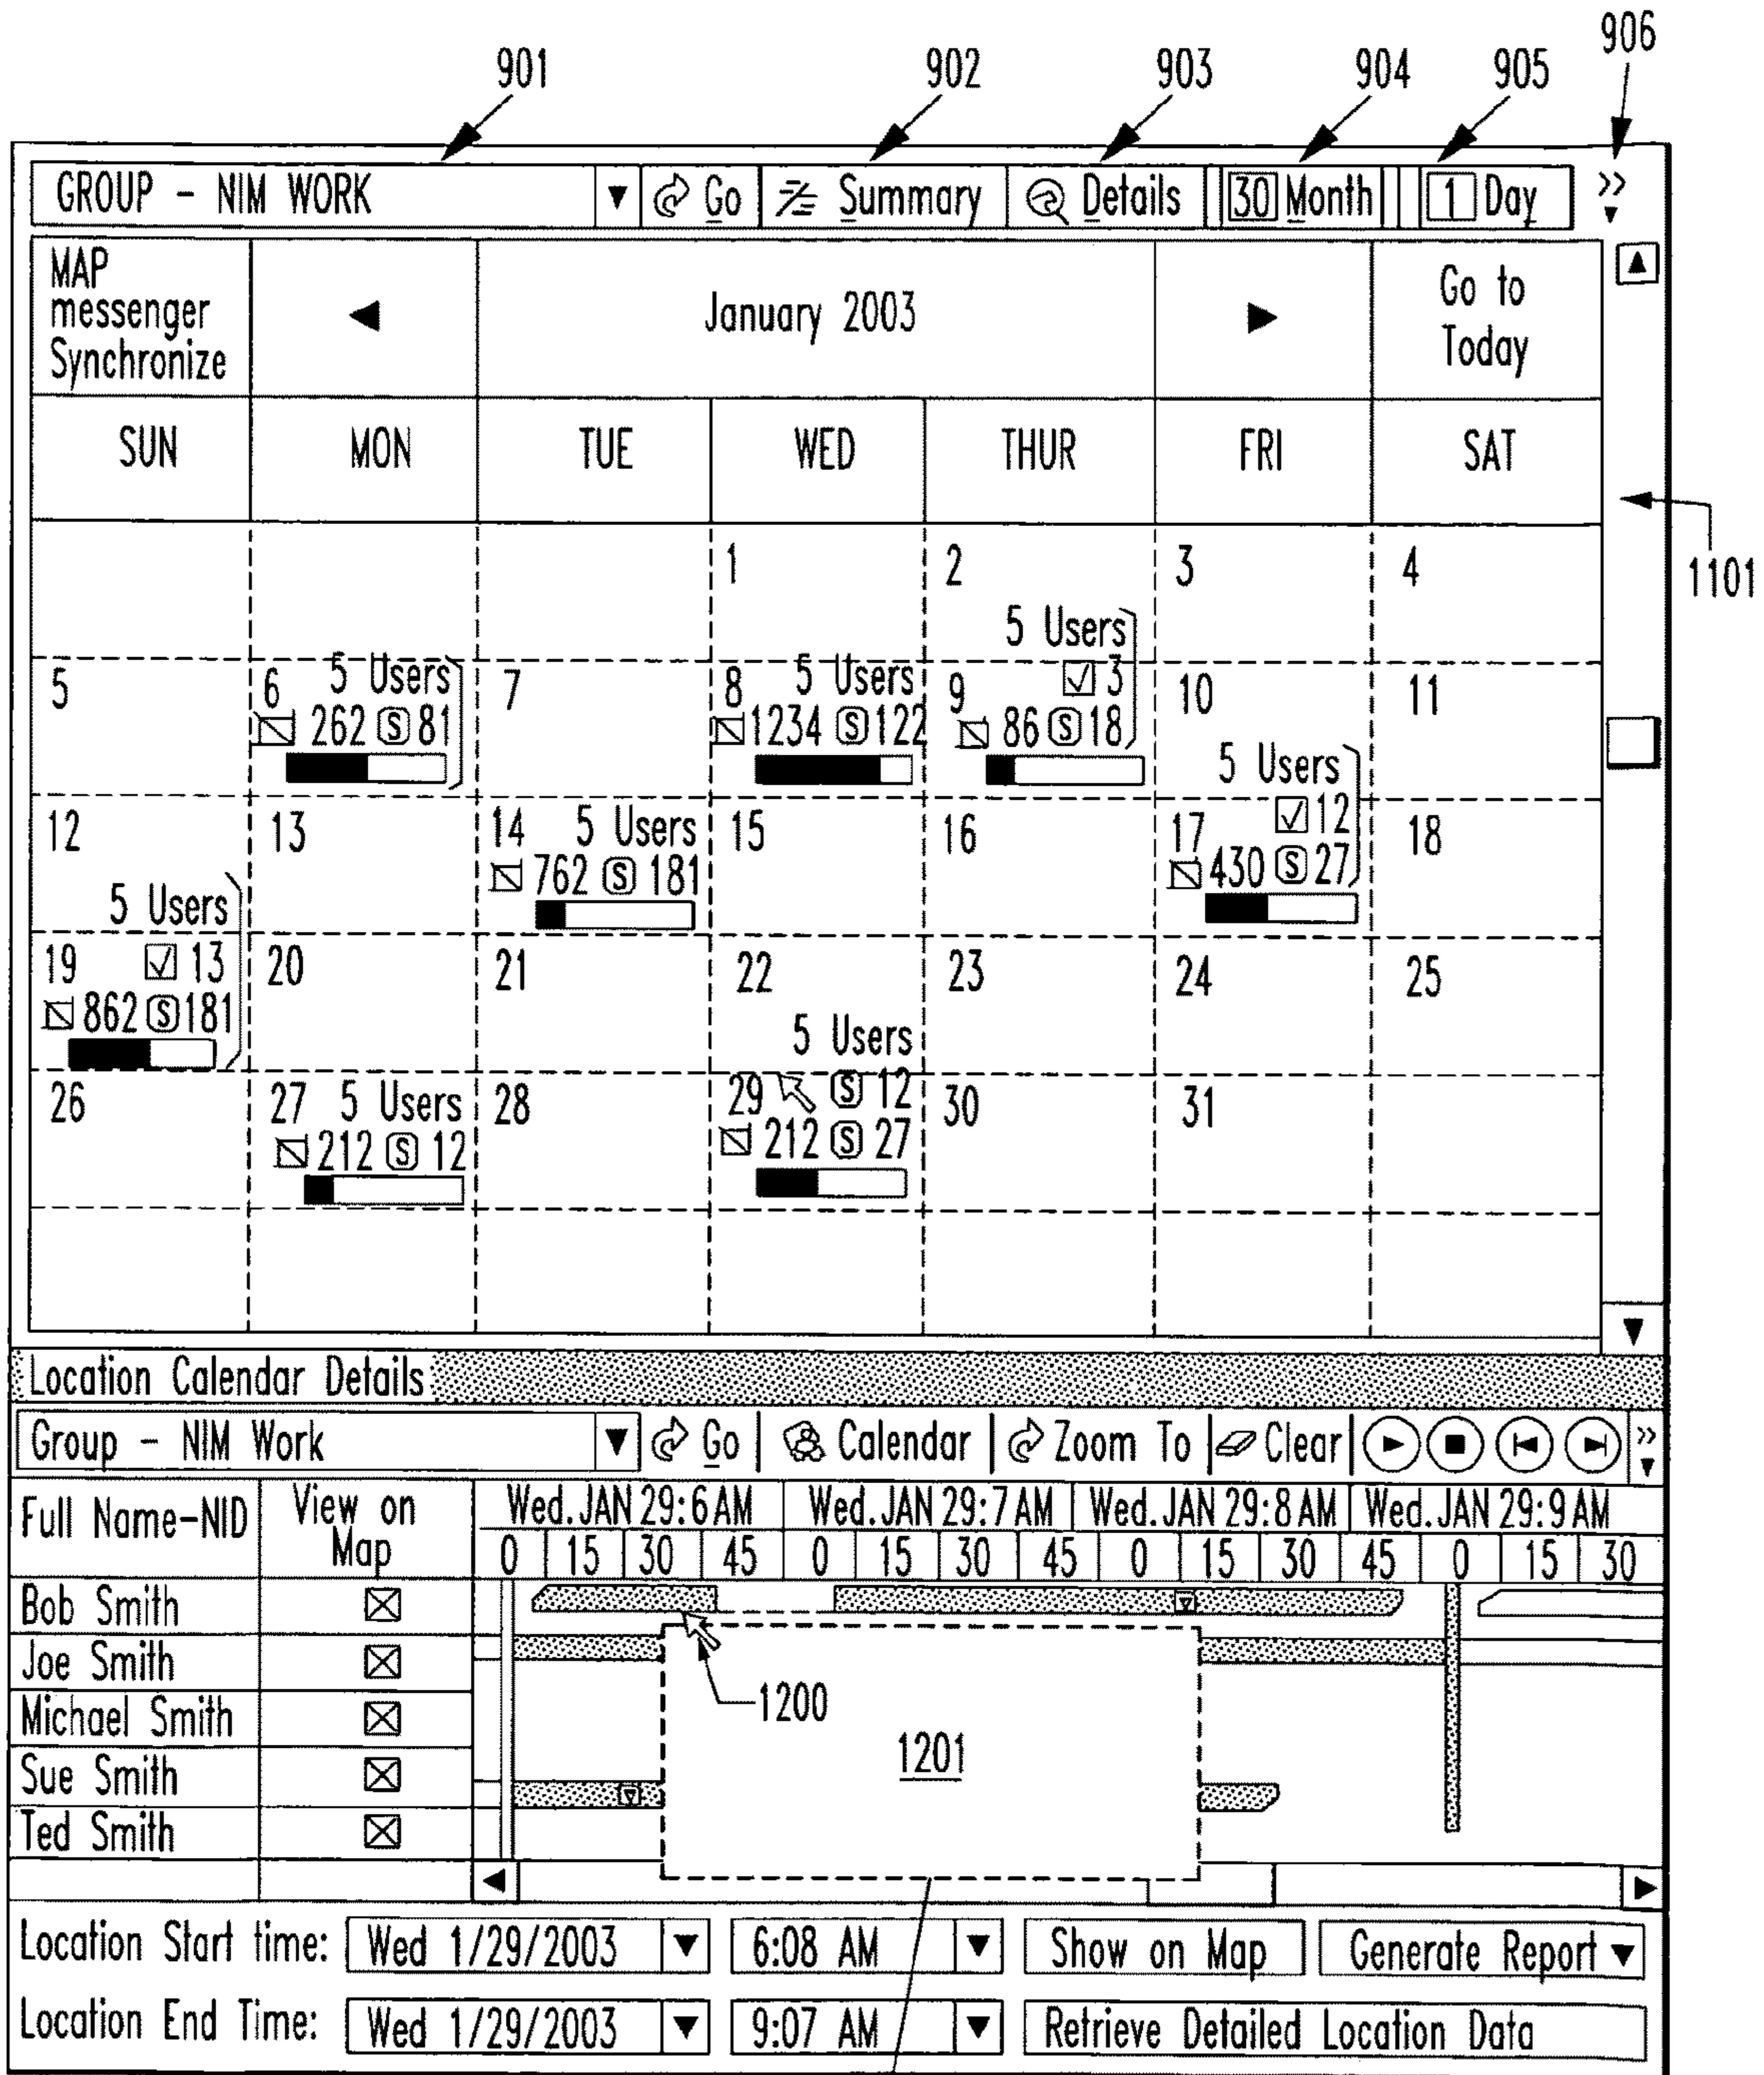 901 902 903 904 905 906
GROUP - NIM WORK Go Summary Details 30 Month 1 Day >>
MAP messenger Synchronize January 2003 Go to Today
SUN MON TUE WED THUR FRI SAT
1101
1 2 3 4
5 Users
5 6 5 Users 7 8 5 Users 9 3 10 11
262 S 81 1234 S 122 86 S 18
5 Users
12 13 14 5 Users 15 16 17 12 18
762 S 181 430 S 27
5 Users
19 13 20 21 22 23 24 25
862 S 181
5 Users
26 27 5 Users 28 29 S 12 30 31
212 S 12 212 S 27
Location Calendar Details
Group - NIM Work Go Calendar Zoom To Clear >>
Full Name-NID View on Map Wed. JAN 29:6 AM Wed. JAN 29:7 AM Wed. JAN 29:8 AM Wed. JAN 29:9 AM
0 15 30 45 0 15 30 45 0 15 30 45 0 15 30
Bob Smith
Joe Smith
Michael Smith
1200
1201
Sue Smith
Ted Smith
Location Start time: Wed 1/29/2003 6:08 AM Show on Map Generate Report
Location End Time: Wed 1/29/2003 9:07 AM Retrieve Detailed Location Data